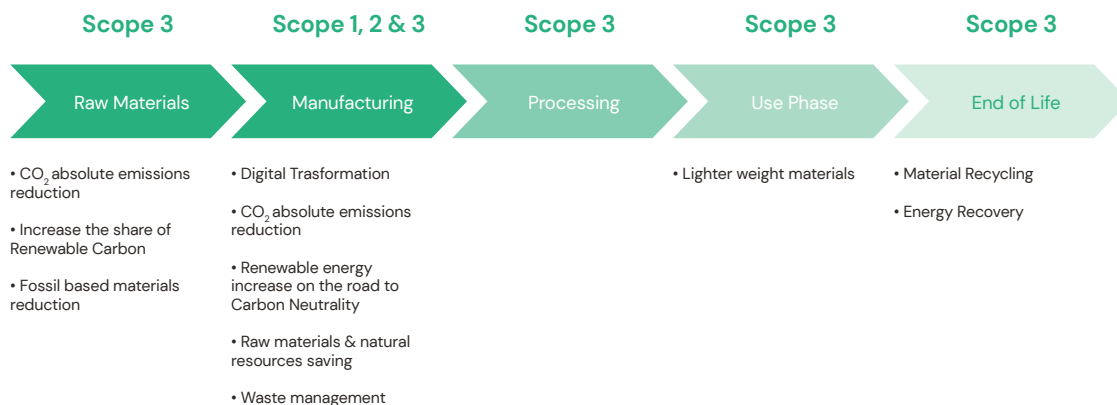 Scope 3
Scope 1, 2 & 3
Scope 3
Scope 3
Scope 3
Raw Materials
Manufacturing
Processing
Use Phase
End of Life
• CO₂ absolute emissions
reduction
• Increase the share of
Renewable Carbon
• Fossil based materials
reduction
• Digital Trasformation
• CO₂ absolute emissions
reduction
• Renewable energy
increase on the road to
Carbon Neutrality
• Raw materials & natural
resources saving
• Waste management
• Lighter weight materials
• Material Recycling
• Energy Recovery